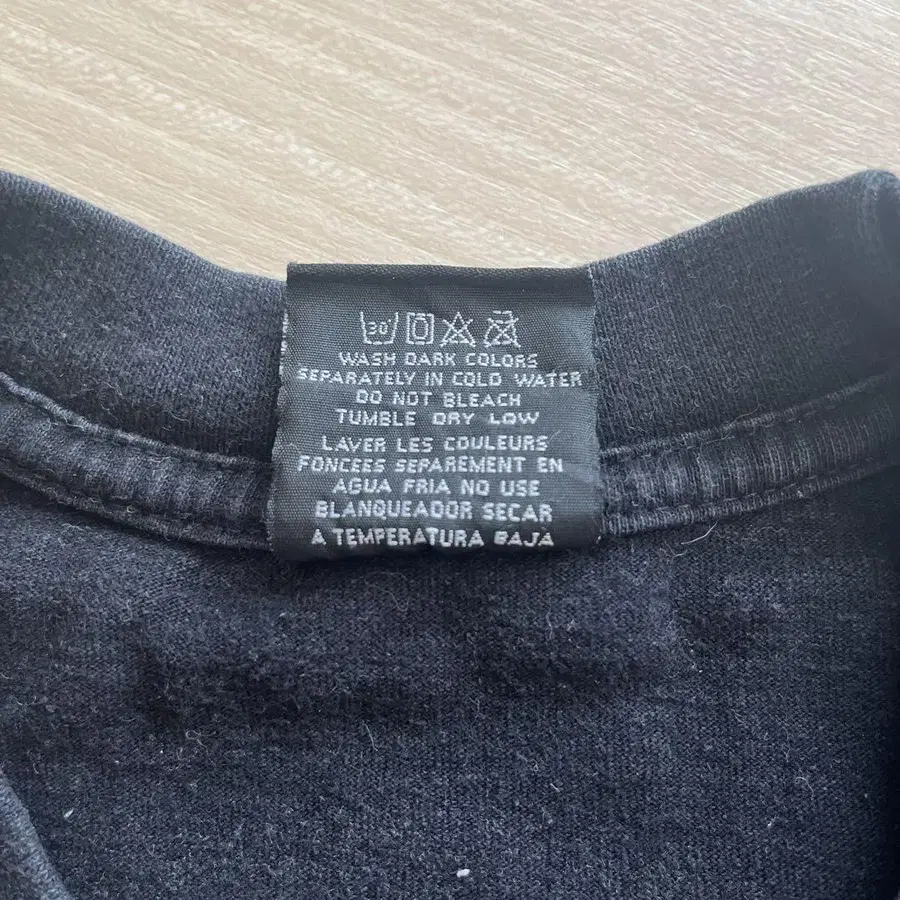 30°
WASH DARK COLORS
SEPARATELY IN COLD WATER
DO NOT BLEACH
TUMBLE DRY LOW
LAVER LES COULEURS
FONCEES SEPAREMENT EN
AGUA FRIA NO USE
BLANQUEADOR SECAR
A TEMPERATURA BAJA